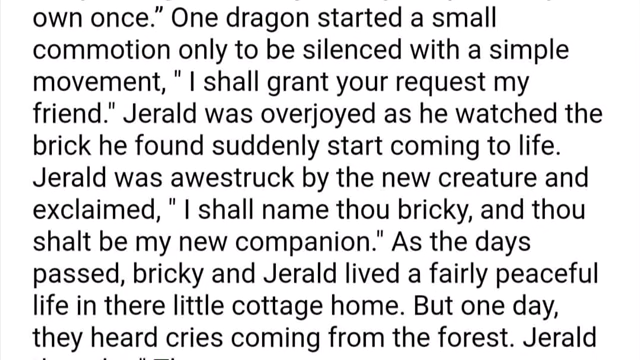 own once.” One dragon started a small
commotion only to be silenced with a simple
movement, " I shall grant your request my
friend." Jerald was overjoyed as he watched the
brick he found suddenly start coming to life.
Jerald was awestruck by the new creature and
exclaimed, " I shall name thou bricky, and thou
shalt be my new companion." As the days
passed, bricky and Jerald lived a fairly peaceful
life in there little cottage home. But one day,
they heard cries coming from the forest. Jerald